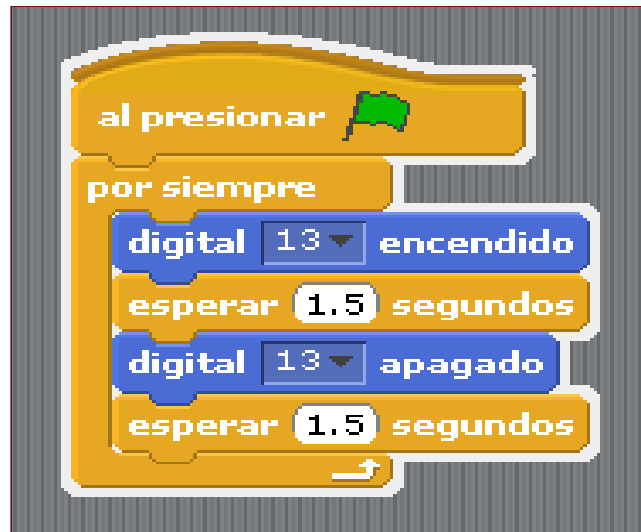 al presionar
por siempre
digital 13 encendido
esperar 1.5 segundos
digital 13 apagado
esperar 1.5 segundos